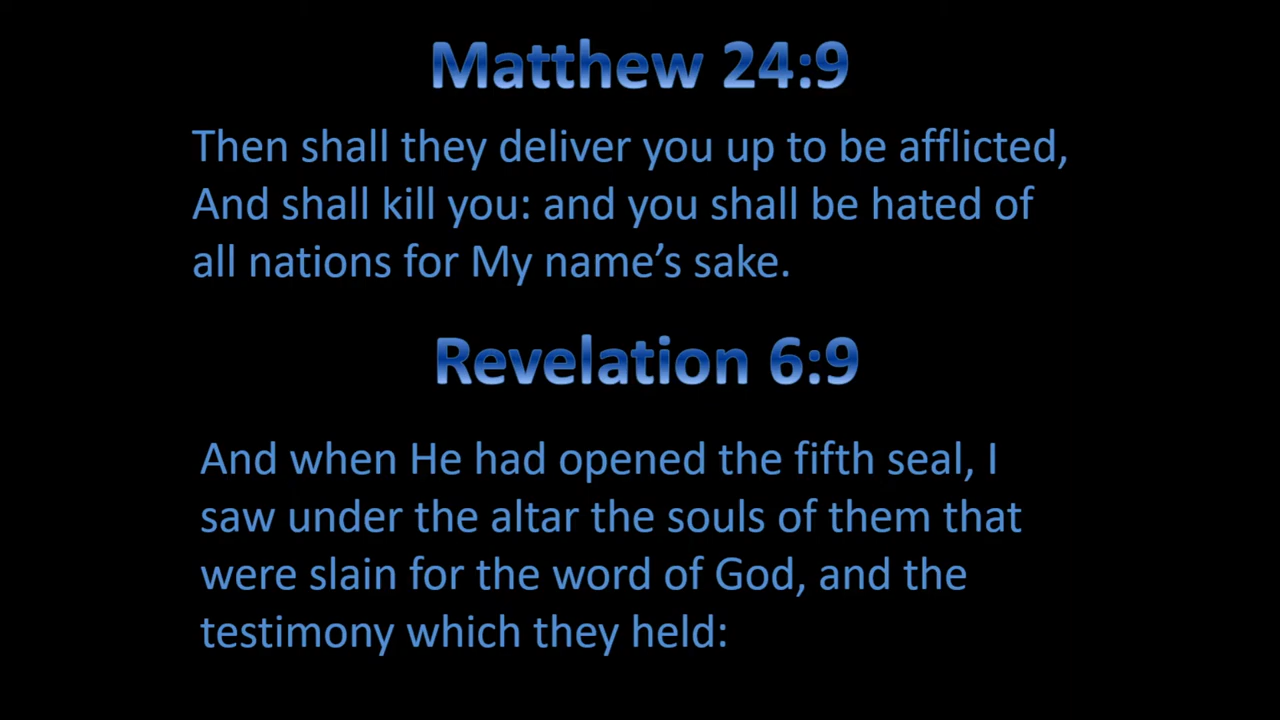 Matthew 24:9
Then shall they deliver you up to be afflicted,
And shall kill you: and you shall be hated of
all nations for My name’s sake.
Revelation 6:9
And when He had opened the fifth seal, I
saw under the altar the souls of them that
were slain for the word of God, and the
testimony which they held: